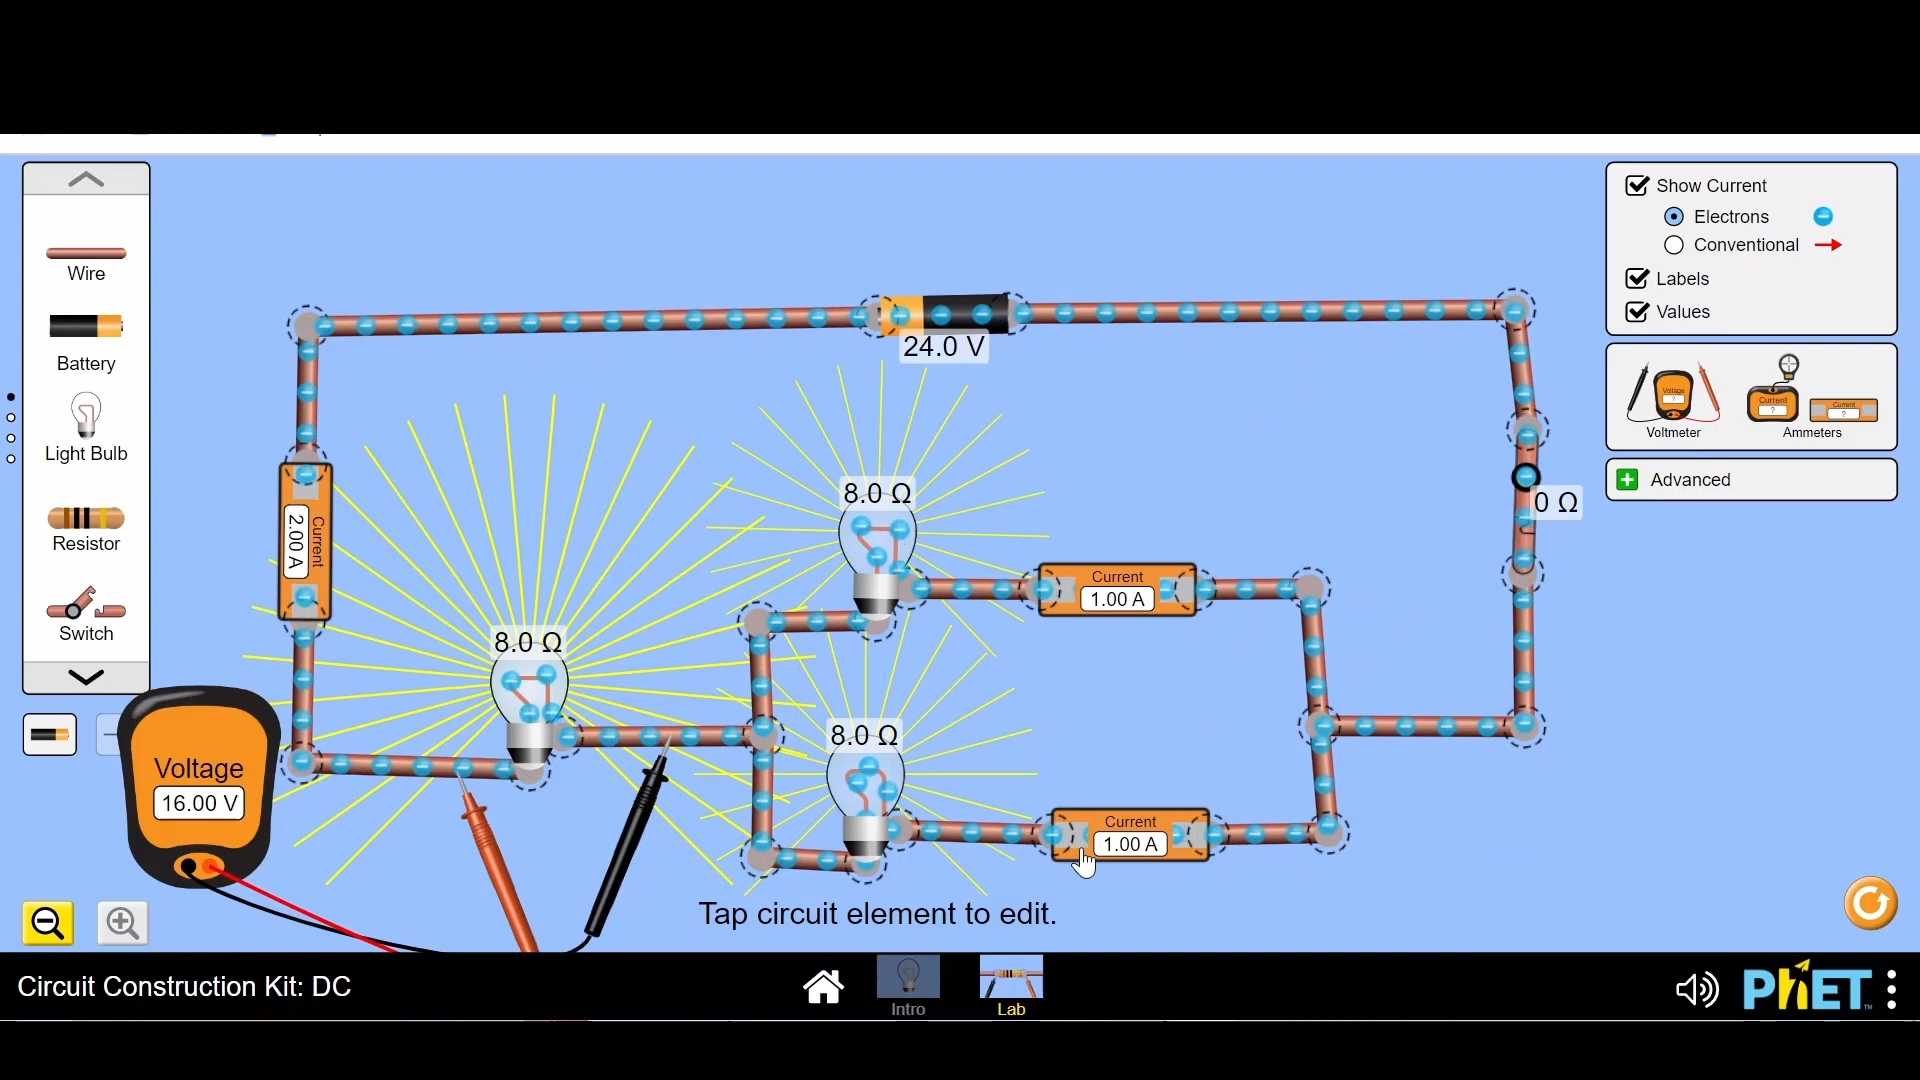 Wire
Battery
Light Bulb
Resistor
Switch
Voltage
16.00 V
24.0 V
Current
2.00 A
8.0 Ω
8.0 Ω
8.0 Ω
Current
1.00 A
Current
1.00 A
0 Ω
Tap circuit element to edit.
Show Current
Electrons
Conventional
Labels
Values
Voltage
?
Voltmeter
Current
?
Current
?
Ammeters
Advanced
Circuit Construction Kit: DC
Intro
Lab
PhET